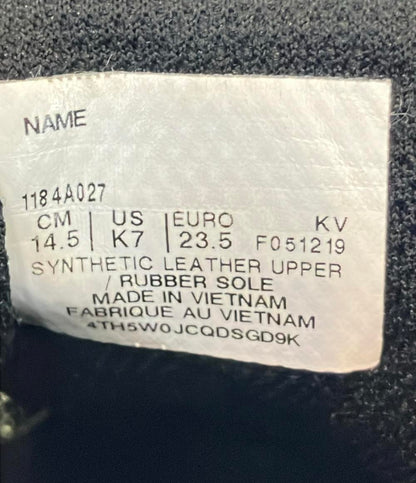 NAME
1184A027
CM US EURO KV
14.5 K7 23.5 F051219
SYNTHETIC LEATHER UPPER
/ RUBBER SOLE
MADE IN VIETNAM
FABRIQUE AU VIETNAM
4TH5W0JCQDSGD9K